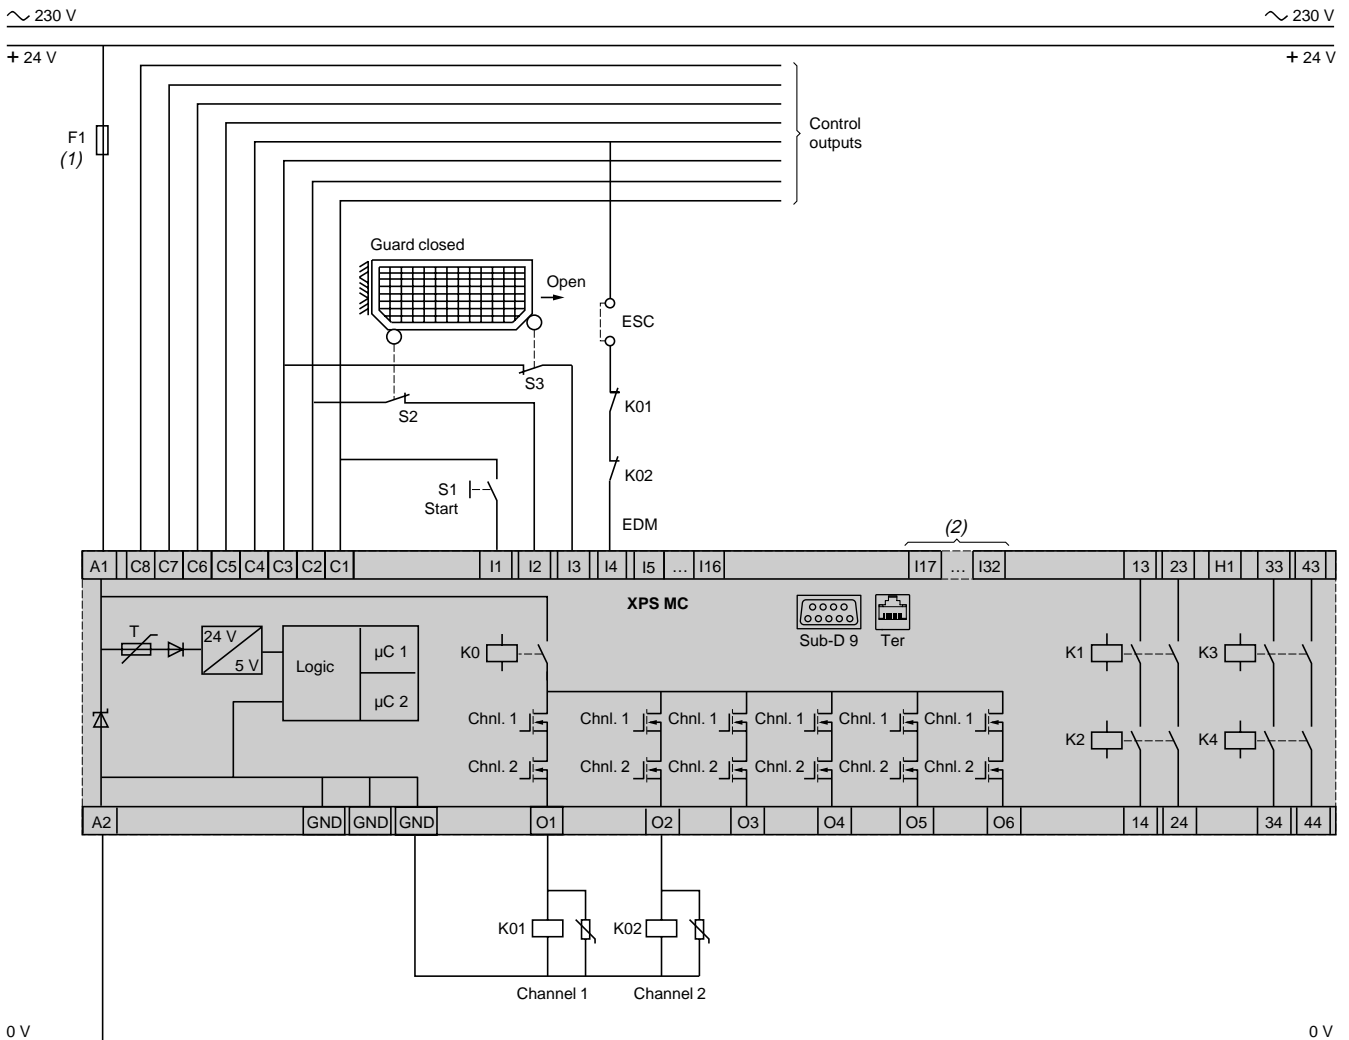 230 V
230 V
+ 24 V
+ 24 V
F1
(1)
Control
outputs
Guard closed
Open
ESC
S3
S2
K01
K02
S1
Start
EDM
(2)
A1 C8 C7 C6 C5 C4 C3 C2 C1 I1 I2 I3 I4 I5 ... I16 I17 ... I32 13 23 H1 33 43
XPS MC
Sub-D 9 Ter
T
24 V
5 V
Logic
µC 1
µC 2
K0
K1
K3
Chnl. 1 Chnl. 1 Chnl. 1 Chnl. 1 Chnl. 1 Chnl. 1
K2
K4
Chnl. 2 Chnl. 2 Chnl. 2 Chnl. 2 Chnl. 2 Chnl. 2
A2 GND GND GND O1 O2 O3 O4 O5 O6 14 24 34 44
K01
K02
Channel 1
Channel 2
0 V
0 V